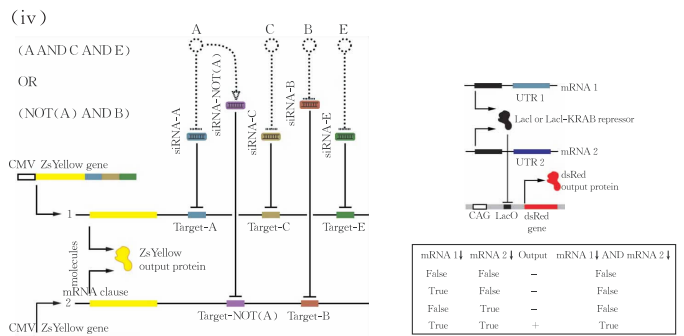 (iv)
(A AND C AND E)
OR
(NOT(A) AND B)
A
C
B
E
siRNA-A
siRNA-NOT(A)
siRNA-C
siRNA-B
siRNA-E
CMV ZsYellow gene
1
Target-A
Target-C
Target-E
molecules
ZsYellow
output protein
mRNA clause
2
Target-NOT(A)
Target-B
CMV ZsYellow gene
mRNA 1
UTR 1
LacI or LacI-KRAB repressor
mRNA 2
UTR 2
dsRed
output protein
CAG LacO dsRed
gene
mRNA 1↓ mRNA 2↓ Output mRNA 1↓ AND mRNA 2↓
False False − False
True False − False
False True − False
True True + True